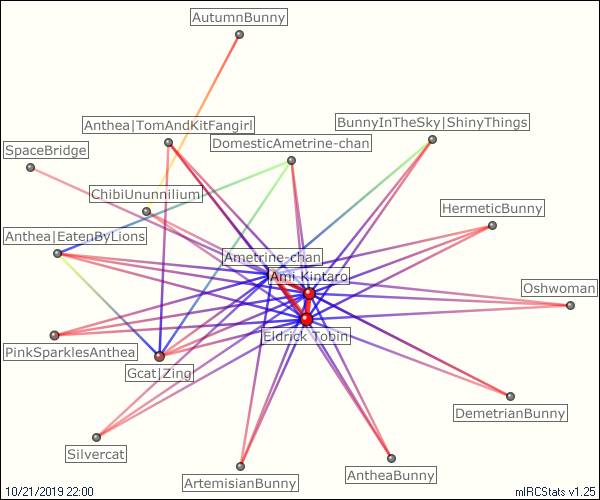 AutumnBunny
Anthea|TomAndKitFangirl
BunnyInTheSky|ShinyThings
DomesticAmetrine-chan
SpaceBridge
ChibiUnunnilium
HermeticBunny
Anthea|EatenByLions
Ametrine-chan
Ami Kintaro
Oshwoman
Eldrick Tobin
PinkSparklesAnthea
Gcat|Zing
DemetrianBunny
Silvercat
AntheaBunny
ArtemisianBunny
10/21/2019 22:00
mIRCStats v1.25